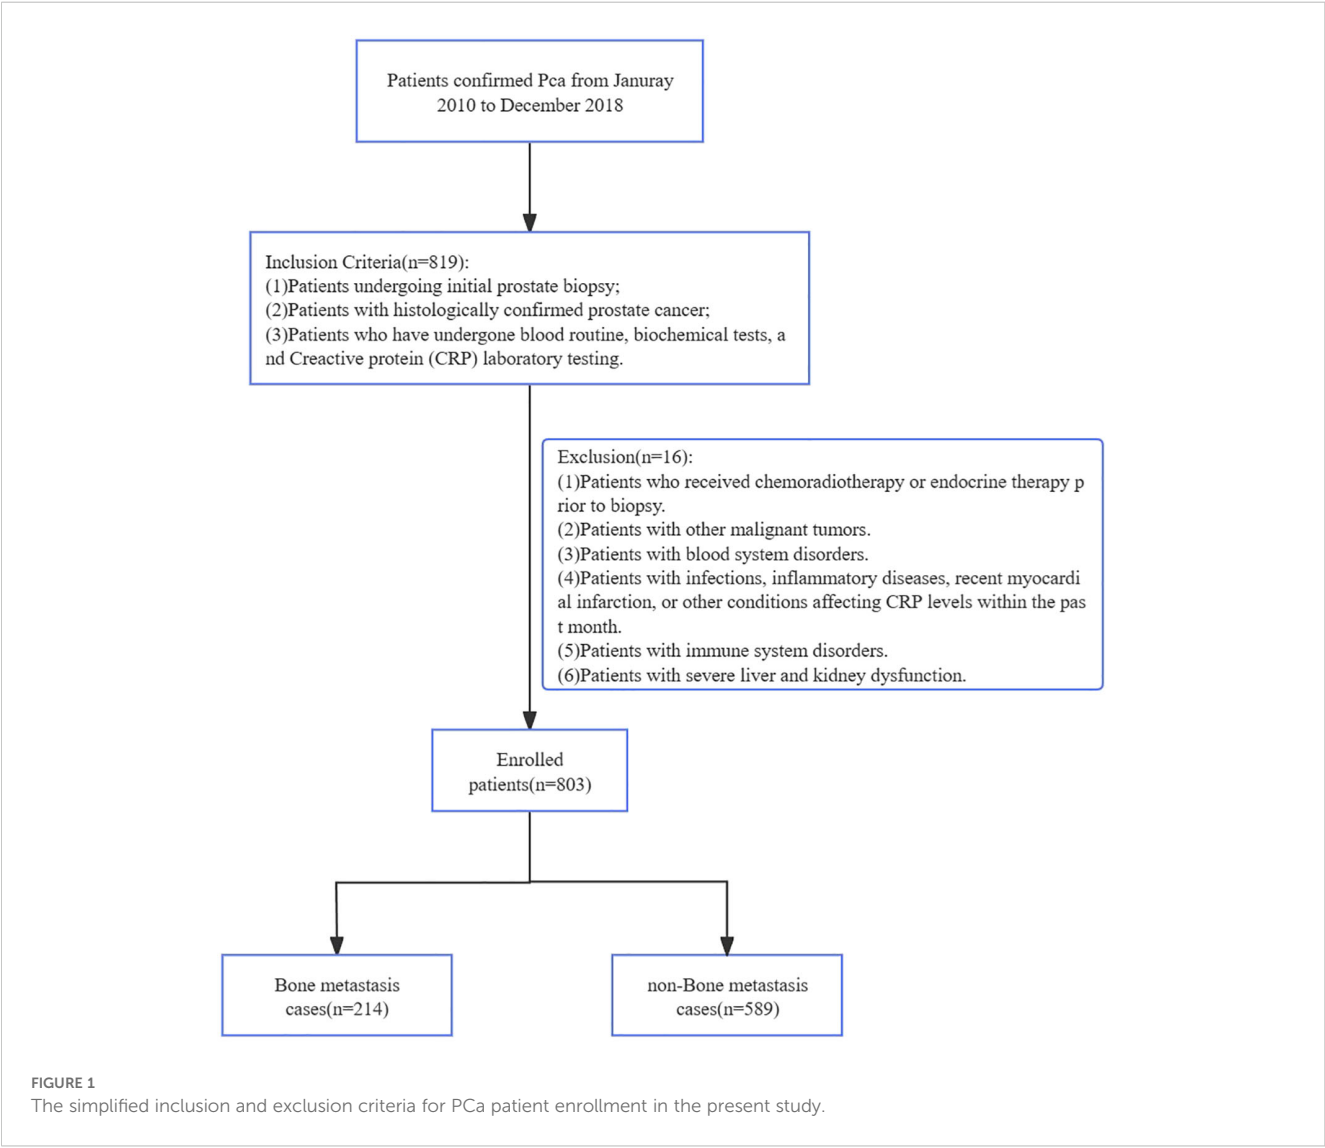 Patients confirmed Pca from Januray
2010 to December 2018
Inclusion Criteria(n=819):
(1)Patients undergoing initial prostate biopsy;
(2)Patients with histologically confirmed prostate cancer;
(3)Patients who have undergone blood routine, biochemical tests, a
nd Creactive protein (CRP) laboratory testing.
Exclusion(n=16):
(1)Patients who received chemoradiotherapy or endocrine therapy p
rior to biopsy.
(2)Patients with other malignant tumors.
(3)Patients with blood system disorders.
(4)Patients with infections, inflammatory diseases, recent myocardi
al infarction, or other conditions affecting CRP levels within the pas
t month.
(5)Patients with immune system disorders.
(6)Patients with severe liver and kidney dysfunction.
Enrolled
patients(n=803)
Bone metastasis
cases(n=214)
non-Bone metastasis
cases(n=589)
FIGURE 1
The simplified inclusion and exclusion criteria for PCa patient enrollment in the present study.